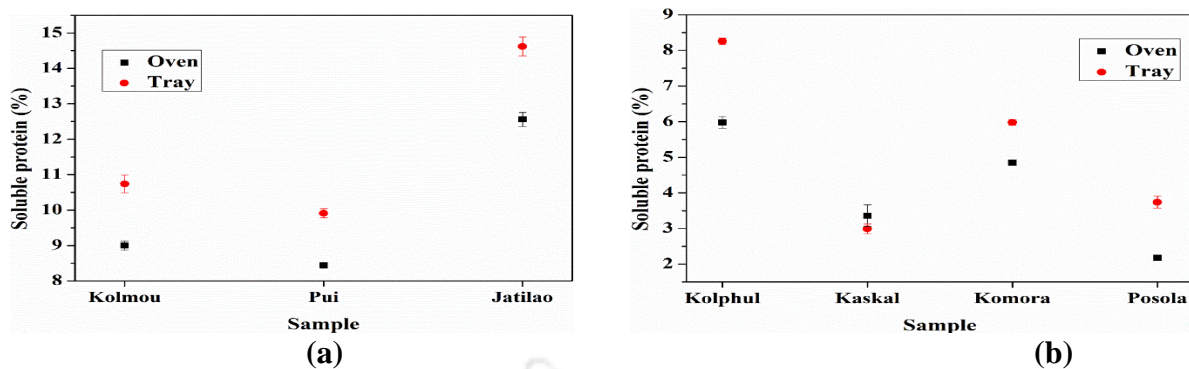 Soluble protein (%)
15
14
13
12
11
10
9
8
Oven
Tray
Kolmou Pui Jatilao
Sample
(a)
Soluble protein (%)
9
8
7
6
5
4
3
2
Oven
Tray
Kolphul Kaskal Komora Posola
Sample
(b)